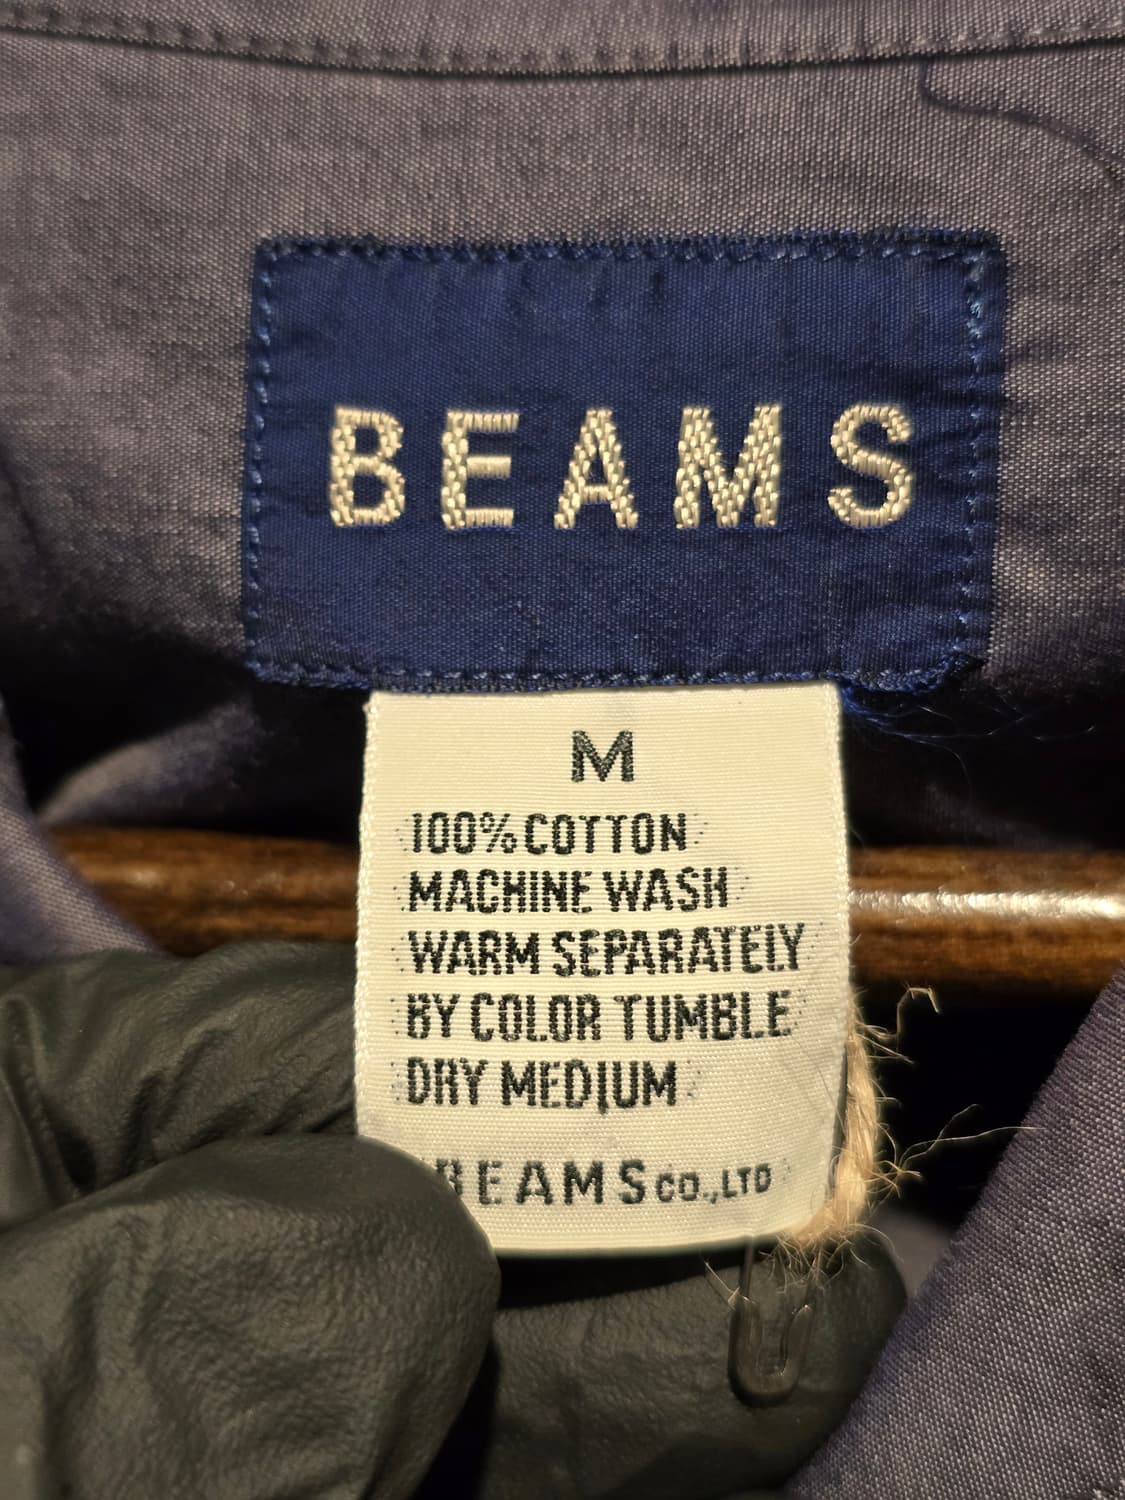 BEAMS
M
100% COTTON
MACHINE WASH
WARM SEPARATELY
BY COLOR TUMBLE
DRY MEDIUM
BEAMS CO.,LTD